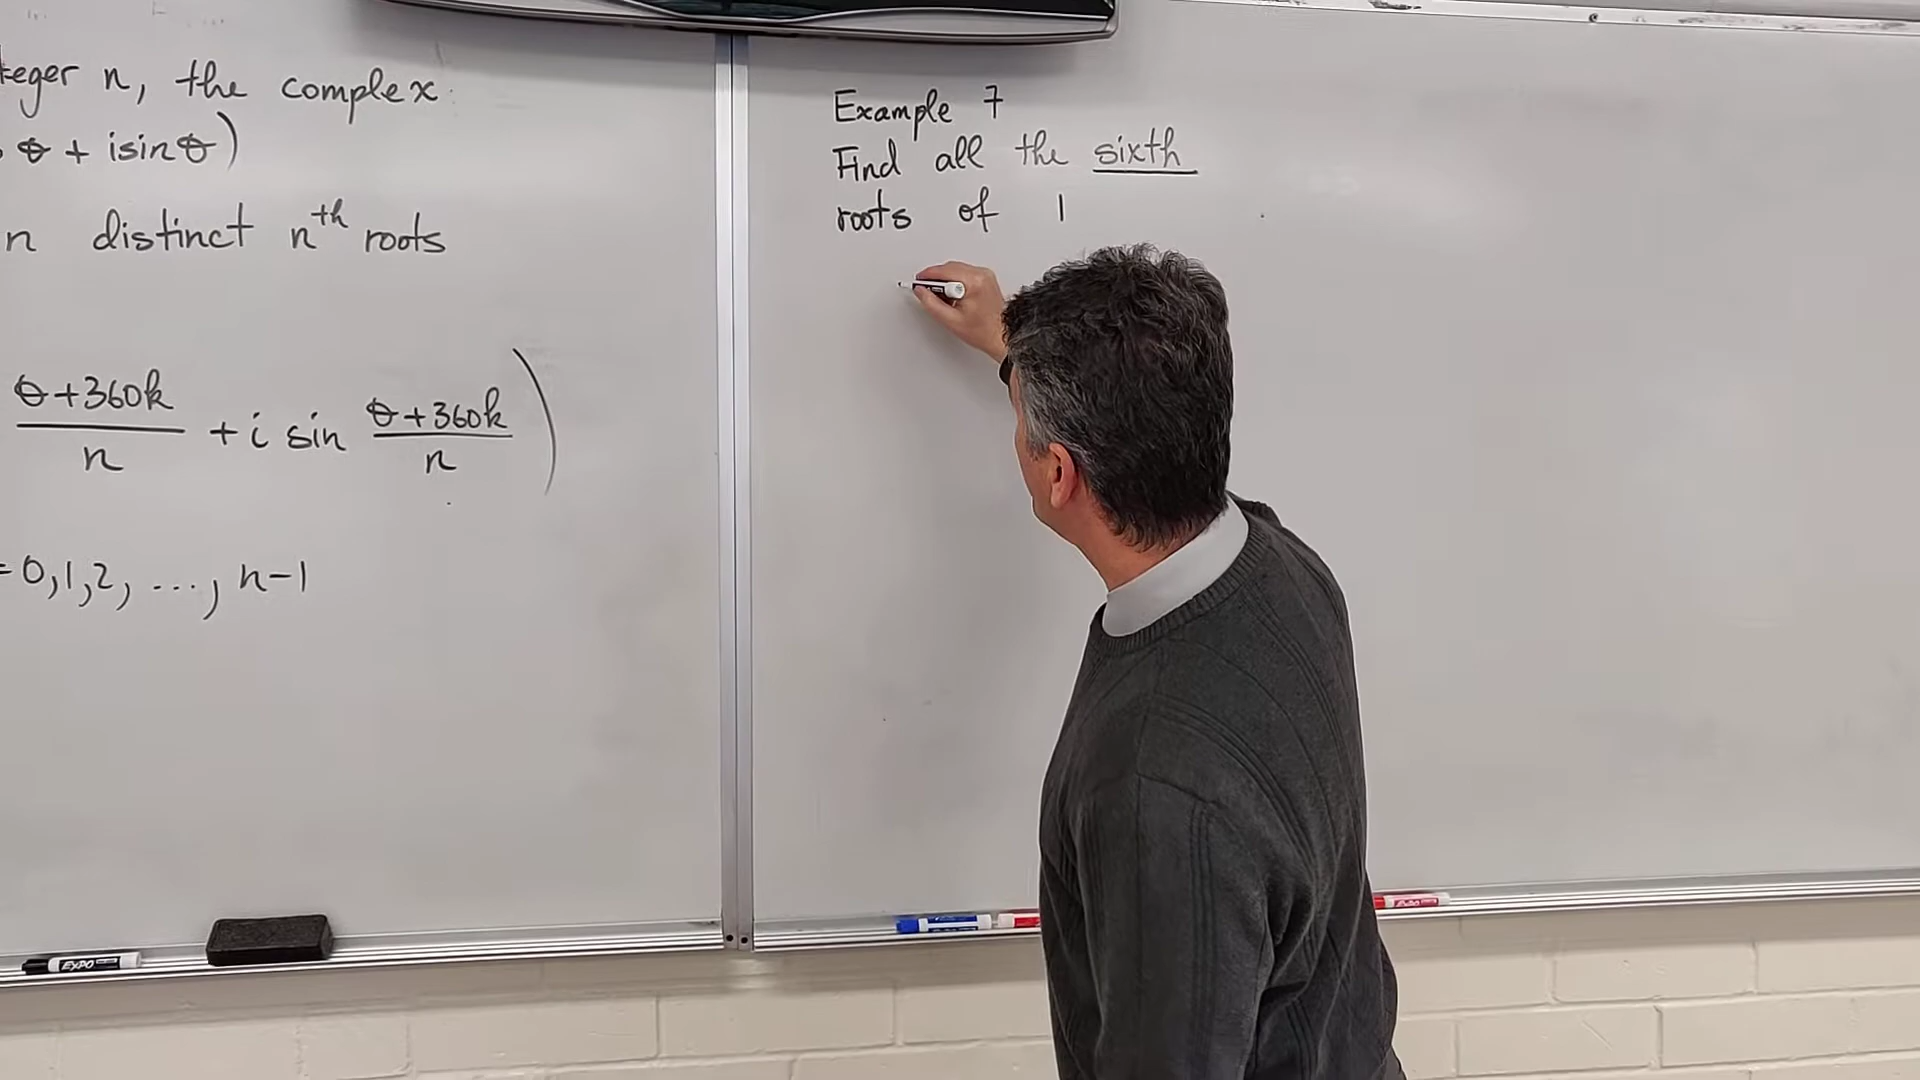 teger n, the complex
θ + isinθ)
n distinct nth roots
θ+360k / n + i sin θ+360k / n )
= 0,1,2, ..., n-1
Example 7
Find all the sixth
roots of 1
EXPO